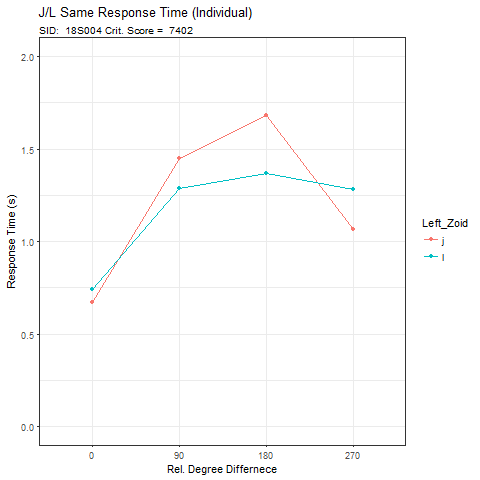 J/L Same Response Time (Individual)
SID:  18S004 Crit. Score =  7402
2.0
1.5
1.0
0.5
0.0
Response Time (s)
0 90 180 270
Rel. Degree Differnece
Left_Zoid
j
l